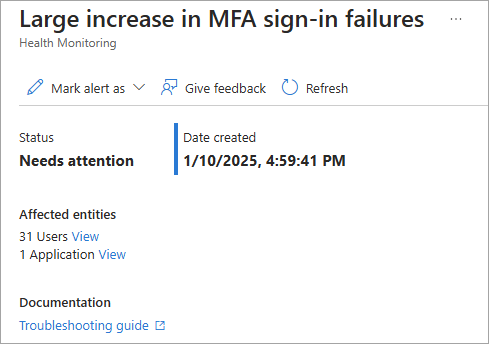 Large increase in MFA sign-in failures ...
Health Monitoring
Mark alert as Give feedback Refresh
Status Date created
Needs attention 1/10/2025, 4:59:41 PM
Affected entities
31 Users View
1 Application View
Documentation
Troubleshooting guide